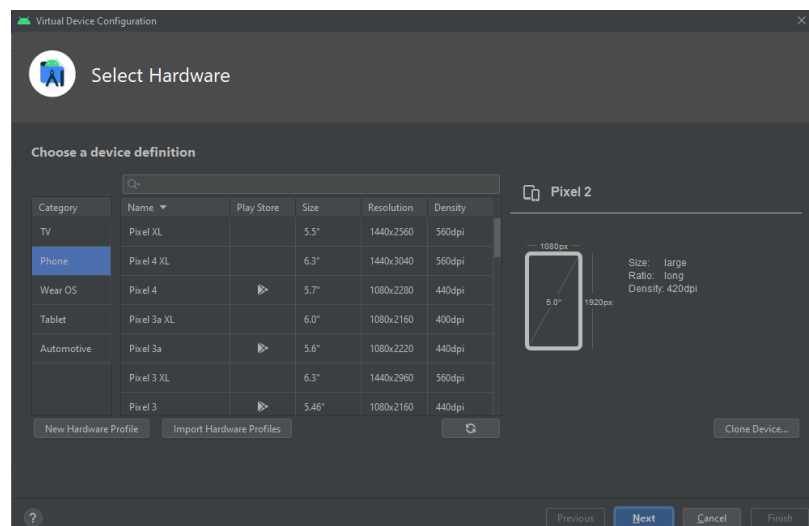 Virtual Device Configuration
Select Hardware
Choose a device definition
Category
TV
Phone
Wear OS
Tablet
Automotive
Name Play Store Size Resolution Density
Pixel XL 5.5" 1440x2560 560dpi
Pixel 4 XL 6.3" 1440x3040 560dpi
Pixel 4 5.7" 1080x2280 440dpi
Pixel 3a XL 6.0" 1080x2160 400dpi
Pixel 3a 5.6" 1080x2220 440dpi
Pixel 3 XL 6.3" 1440x2960 560dpi
Pixel 3 5.46" 1080x2160 440dpi
New Hardware Profile Import Hardware Profiles
Pixel 2
1080px
5.0" 1920px
Size: large
Ratio: long
Density: 420dpi
Clone Device...
? Previous Next Cancel Finish